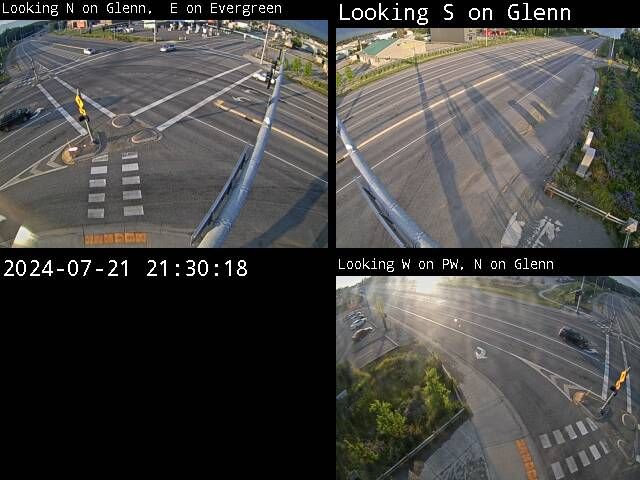 Looking N on Glenn, E on Evergreen
Looking S on Glenn
2024-07-21 21:30:18
Looking W on PW, N on Glenn